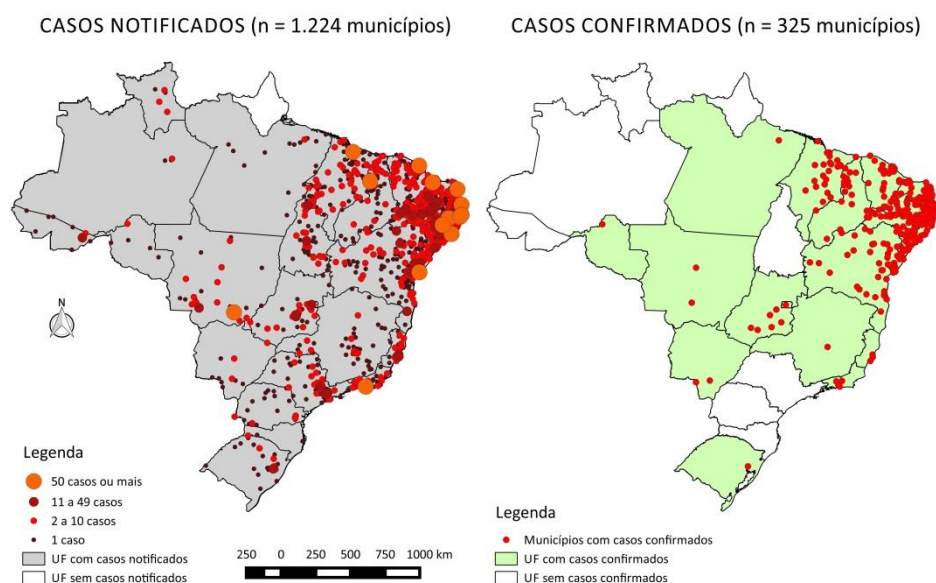 CASOS NOTIFICADOS (n = 1.224 municípios)
CASOS CONFIRMADOS (n = 325 municípios)
N
Legenda
50 casos ou mais
11 a 49 casos
2 a 10 casos
1 caso
UF com casos notificados
UF sem casos notificados
250 0 250 500 750 1000 km
Legenda
Municípios com casos confirmados
UF com casos confirmados
UF sem casos confirmados